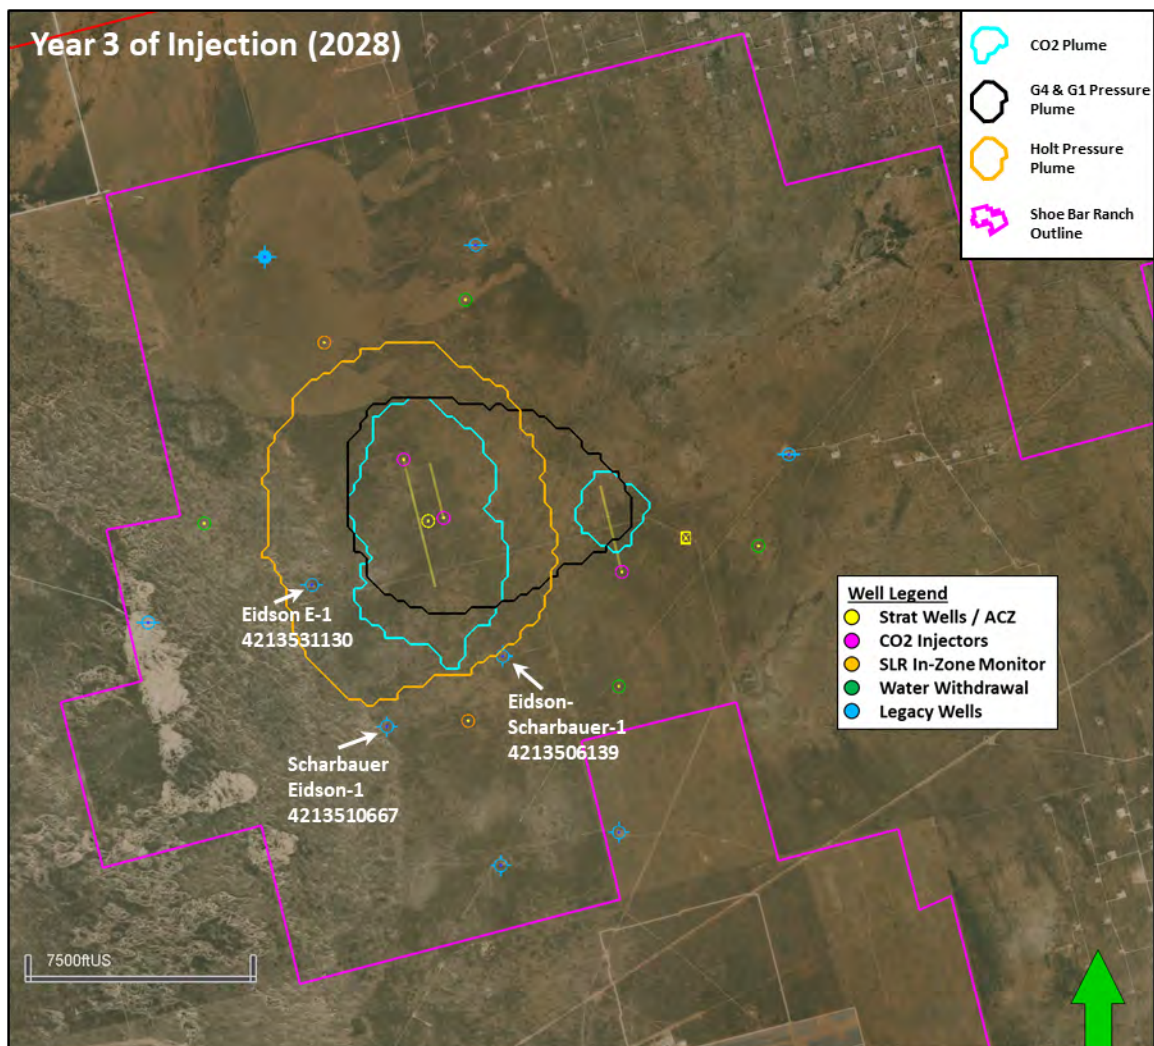 Year 3 of Injection (2028)
CO2 Plume
G4 & G1 Pressure
Plume
Holt Pressure
Plume
Shoe Bar Ranch
Outline
Eidson E-1
4213531130
Eidson-
Scharbauer-1
4213506139
Scharbauer
Eidson-1
4213510667
Well Legend
Strat Wells / ACZ
CO2 Injectors
SLR In-Zone Monitor
Water Withdrawal
Legacy Wells
7500ftUS